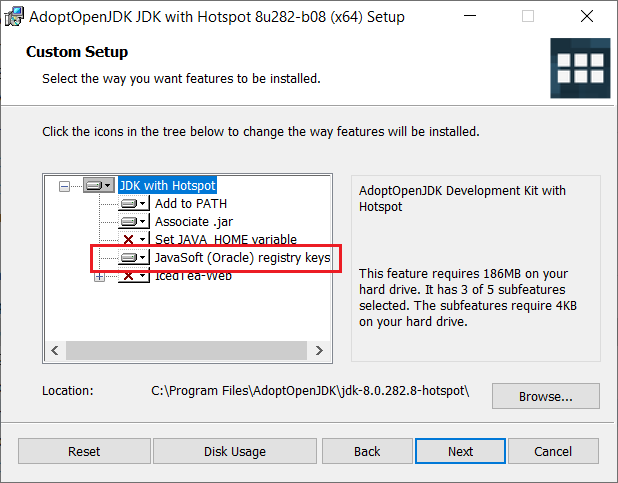 AdoptOpenJDK JDK with Hotspot 8u282-b08 (x64) Setup
Custom Setup
Select the way you want features to be installed.
Click the icons in the tree below to change the way features will be installed.
JDK with Hotspot
Add to PATH
Associate .jar
Set JAVA_HOME variable
JavaSoft (Oracle) registry keys
IcedTea-Web
AdoptOpenJDK Development Kit with
Hotspot
This feature requires 186MB on your
hard drive. It has 3 of 5 subfeatures
selected. The subfeatures require 4KB
on your hard drive.
Location:
C:\Program Files\AdoptOpenJDK\jdk-8.0.282.8-hotspot\
Browse...
Reset
Disk Usage
Back
Next
Cancel